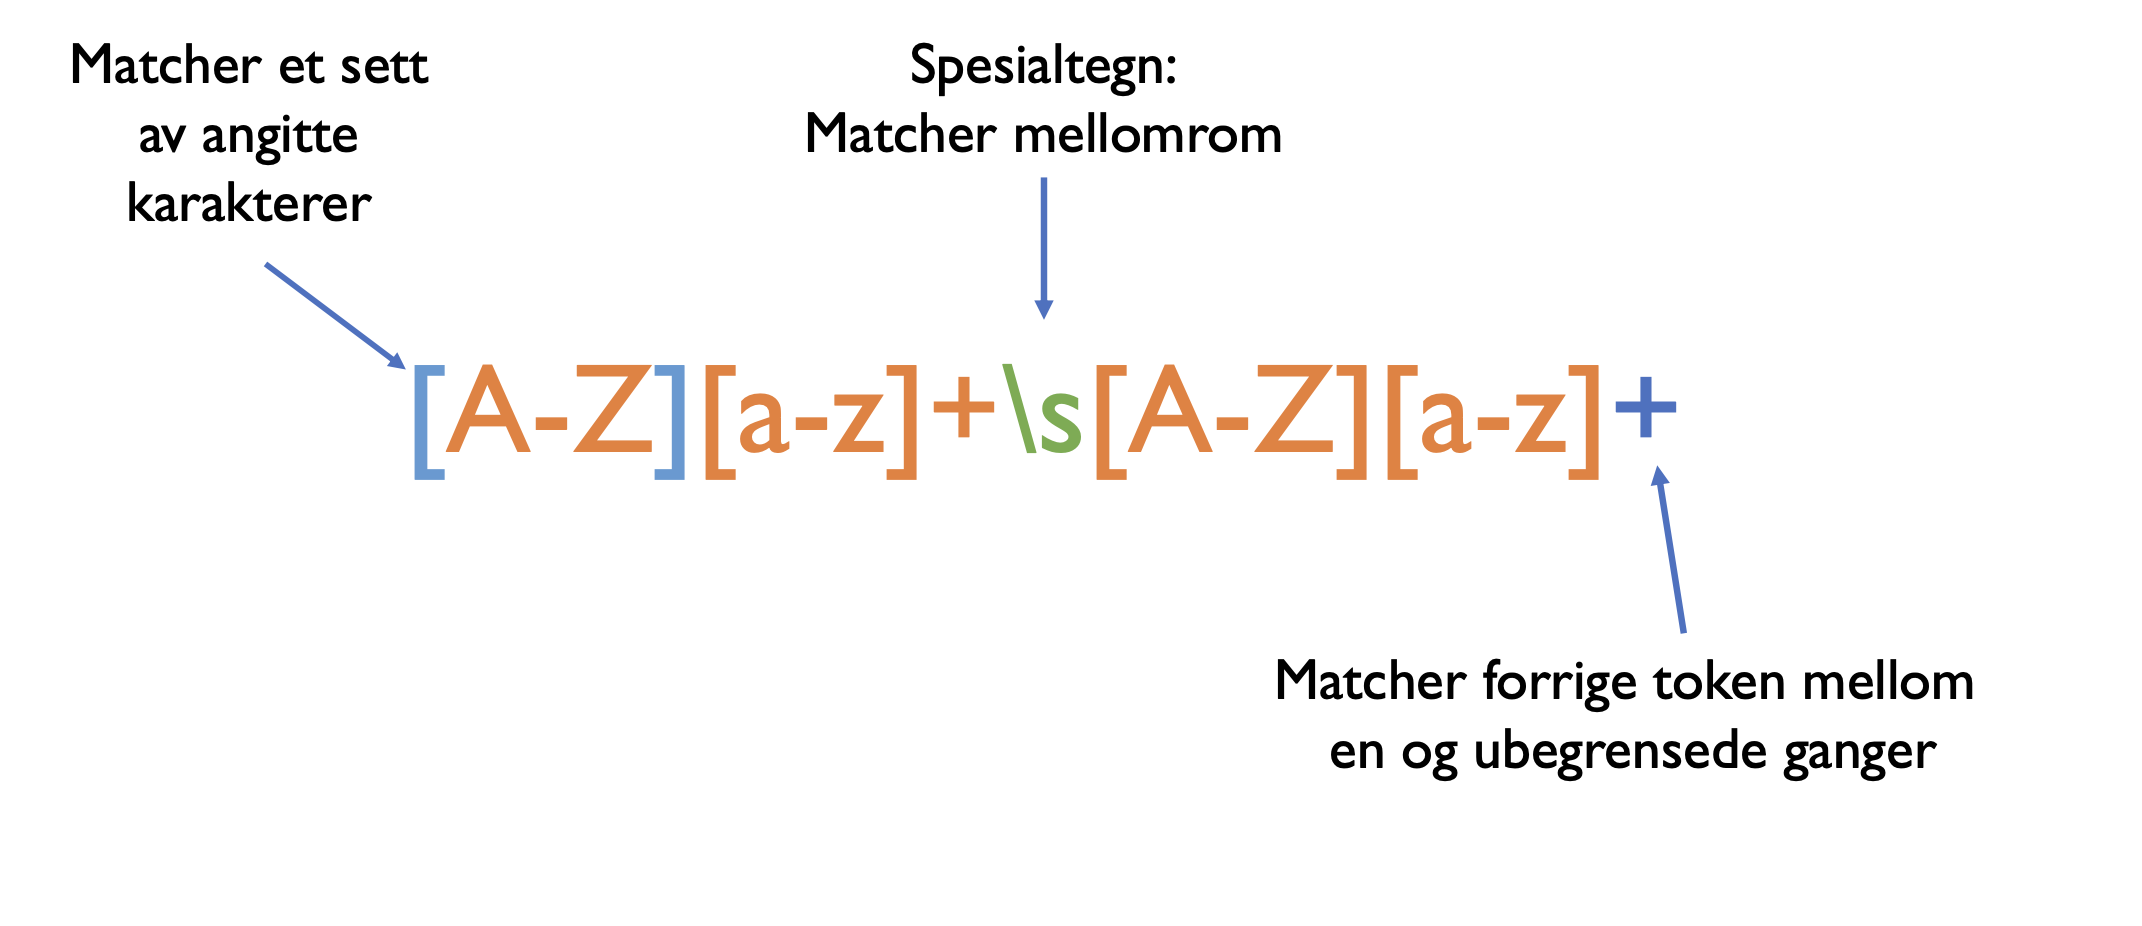 Matcher et sett
av angitte
karakterer
Spesialtegn:
Matcher mellomrom
[A-Z][a-z]+\s[A-Z][a-z]+
Matcher forrige token mellom
en og ubegrensede ganger